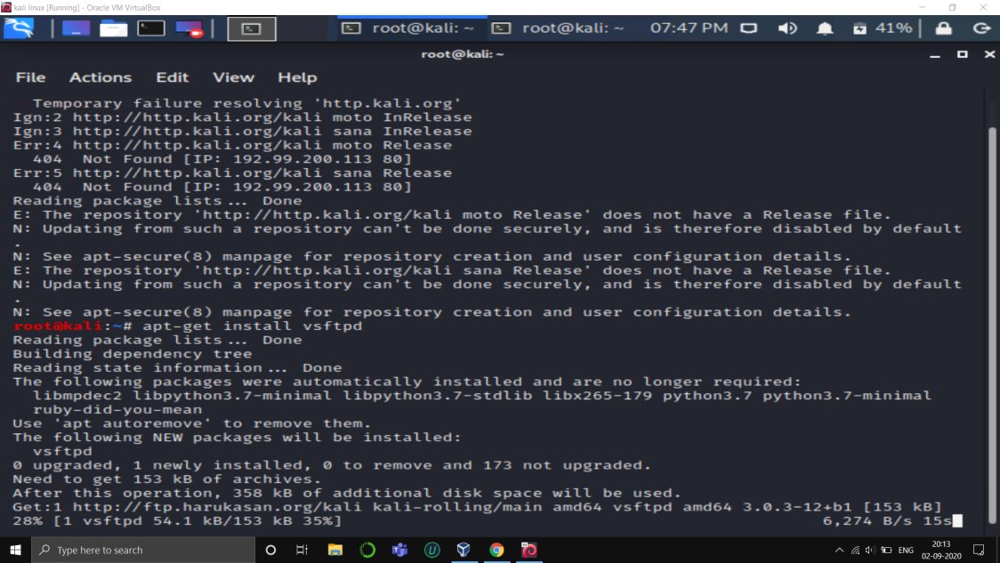 kali linux [Running] - Oracle VM VirtualBox
root@kali: ~ root@kali: ~ 07:47 PM 41%
root@kali: ~
File Actions Edit View Help
Temporary failure resolving 'http.kali.org'
Ign:2 http://http.kali.org/kali moto InRelease
Ign:3 http://http.kali.org/kali sana InRelease
Err:4 http://http.kali.org/kali moto Release
404 Not Found [IP: 192.99.200.113 80]
Err:5 http://http.kali.org/kali sana Release
404 Not Found [IP: 192.99.200.113 80]
Reading package lists... Done
E: The repository 'http://http.kali.org/kali moto Release' does not have a Release file.
N: Updating from such a repository can't be done securely, and is therefore disabled by default
.
N: See apt-secure(8) manpage for repository creation and user configuration details.
E: The repository 'http://http.kali.org/kali sana Release' does not have a Release file.
N: Updating from such a repository can't be done securely, and is therefore disabled by default
.
N: See apt-secure(8) manpage for repository creation and user configuration details.
root@kali:~# apt-get install vsftpd
Reading package lists... Done
Building dependency tree
Reading state information... Done
The following packages were automatically installed and are no longer required:
libmpdec2 libpython3.7-minimal libpython3.7-stdlib libx265-179 python3.7 python3.7-minimal
ruby-did-you-mean
Use 'apt autoremove' to remove them.
The following NEW packages will be installed:
vsftpd
0 upgraded, 1 newly installed, 0 to remove and 173 not upgraded.
Need to get 153 kB of archives.
After this operation, 358 kB of additional disk space will be used.
Get:1 http://ftp.harukasan.org/kali kali-rolling/main amd64 vsftpd amd64 3.0.3-12+b1 [153 kB]
28% [1 vsftpd 54.1 kB/153 kB 35%] 6,274 B/s 15s
Type here to search
ENG
20:13
02-09-2020